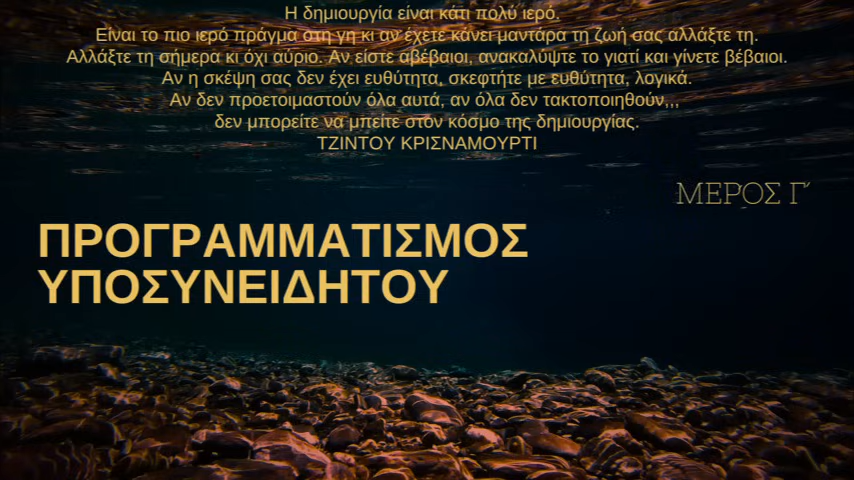 Η δημιουργία είναι κάτι πολύ ιερό.
Είναι το πιο ιερό πράγμα στη γη κι αν έχετε κάνει μαντάρα τη ζωή σας αλλάξτε τη.
Αλλάξτε τη σήμερα κι όχι αύριο. Αν είστε αβέβαιοι, ανακαλύψτε το γιατί και γίνετε βέβαιοι.
Αν η σκέψη σας δεν έχει ευθύτητα, σκεφτήτε με ευθύτητα, λογικά.
Αν δεν προετοιμαστούν όλα αυτά, αν όλα δεν τακτοποιηθούν,,,
δεν μπορείτε να μπείτε στον κόσμο της δημιουργίας.
ΤΖΙΝΤΟΥ ΚΡΙΣΝΑΜΟΥΡΤΙ
ΜΕΡΟΣ Γ΄
ΠΡΟΓΡΑΜΜΑΤΙΣΜΟΣ
ΥΠΟΣΥΝΕΙΔΗΤΟΥ